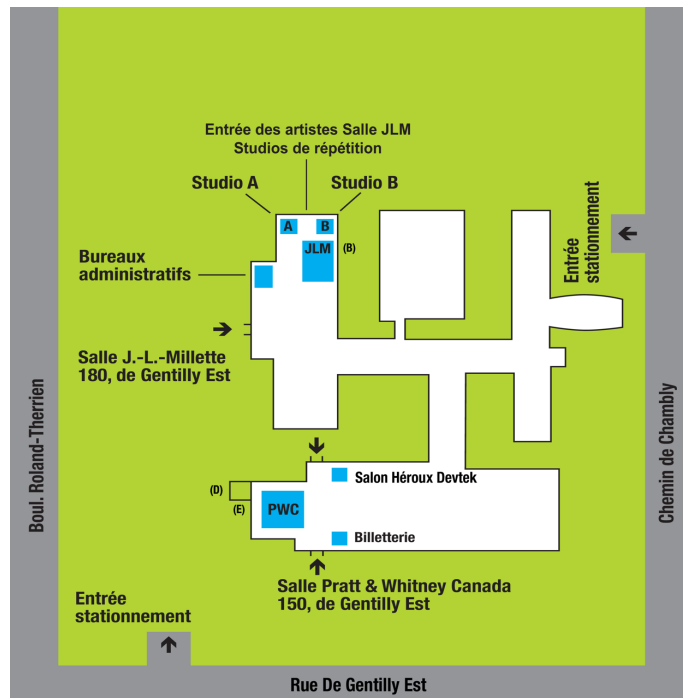 Entrée des artistes Salle JLM
Studios de répétition
Studio A
Studio B
A
B
JLM
(B)
Bureaux
administratifs
Entrée
stationnement
Salle J.-L.-Millette
180, de Gentilly Est
Boul. Roland-Therrien
Chemin de Chambly
(D)
(E)
PWC
Salon Héroux Devtek
Billetterie
Salle Pratt & Whitney Canada
150, de Gentilly Est
Entrée
stationnement
Rue De Gentilly Est